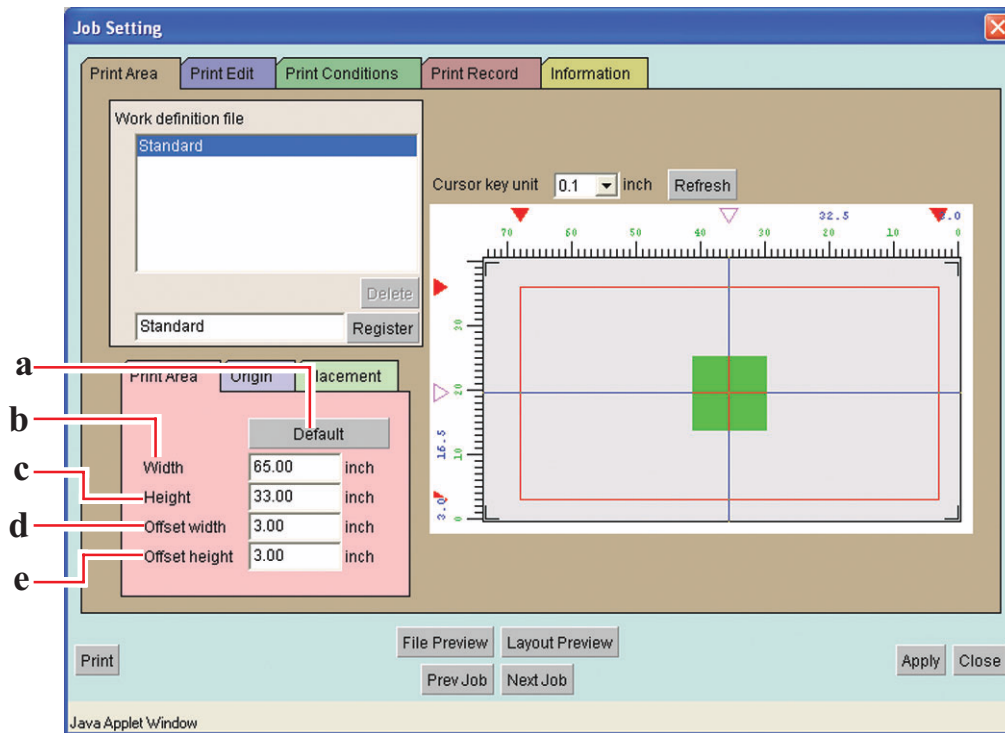 Job Setting
Print Area Print Edit Print Conditions Print Record Information
Work definition file
Standard
Delete
Standard Register
Cursor key unit 0.1 inch Refresh
32.5
70 60 50 40 30 20 10 0
30
20
16.5
10
3.0
0
a
b
c
d
e
Print Area Origin Placement
Default
Width 65.00 inch
Height 33.00 inch
Offset width 3.00 inch
Offset height 3.00 inch
File Preview Layout Preview
Print Apply Close
Prev Job Next Job
Java Applet Window